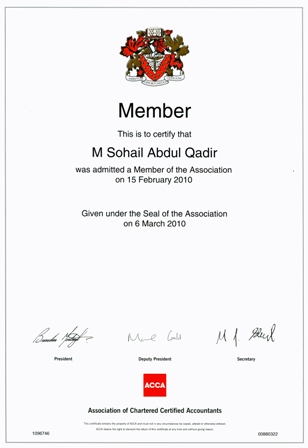 Member
This is to certify that
M Sohail Abdul Qadir
was admitted a Member of the Association
on 15 February 2010
Given under the Seal of the Association
on 6 March 2010
President
Deputy President
Secretary
ACCA
Association of Chartered Certified Accountants
This certificate remains the property of ACCA and must not in any circumstances be copied, altered or otherwise defaced.
ACCA retains the right to demand the return of this certificate at any time and without giving reason.
1096746
00880322